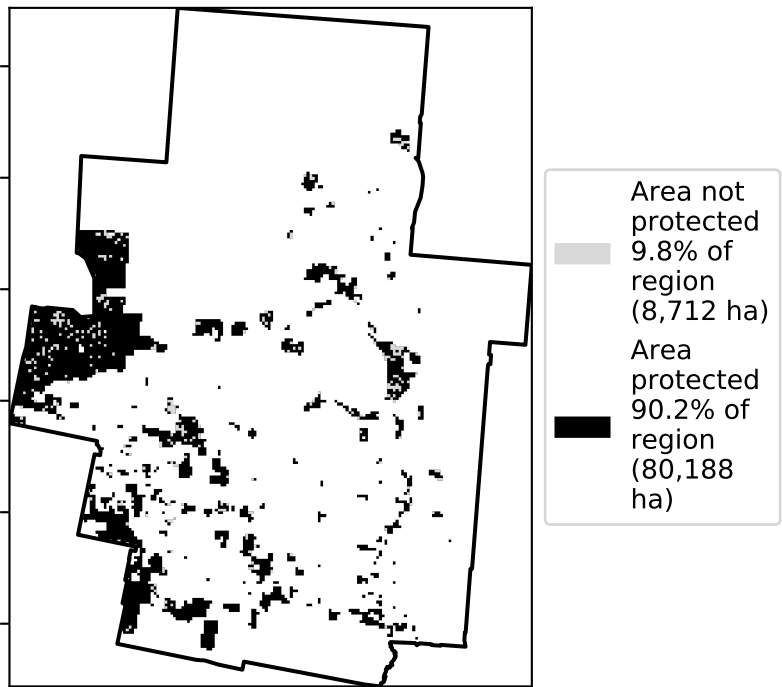 Area not
protected
9.8% of
region
(8,712 ha)
Area
protected
90.2% of
region
(80,188
ha)